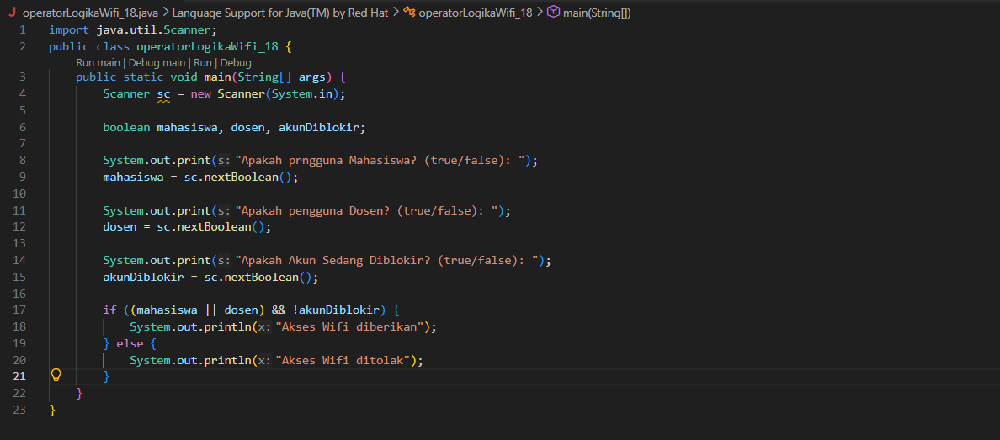 J operatorLogikaWifi_18.java > Language Support for Java(TM) by Red Hat > operatorLogikaWifi_18 > main(String[])
1 import java.util.Scanner;
2 public class operatorLogikaWifi_18 {
Run main | Debug main | Run | Debug
3 public static void main(String[] args) {
4 Scanner sc = new Scanner(System.in);
5
6 boolean mahasiswa, dosen, akunDiblokir;
7
8 System.out.print(s: "Apakah prngguna Mahasiswa? (true/false): ");
9 mahasiswa = sc.nextBoolean();
10
11 System.out.print(s: "Apakah pengguna Dosen? (true/false): ");
12 dosen = sc.nextBoolean();
13
14 System.out.print(s: "Apakah Akun Sedang Diblokir? (true/false): ");
15 akunDiblokir = sc.nextBoolean();
16
17 if ((mahasiswa || dosen) && !akunDiblokir) {
18 System.out.println(x: "Akses Wifi diberikan");
19 } else {
20 System.out.println(x: "Akses Wifi ditolak");
21 }
22 }
23 }